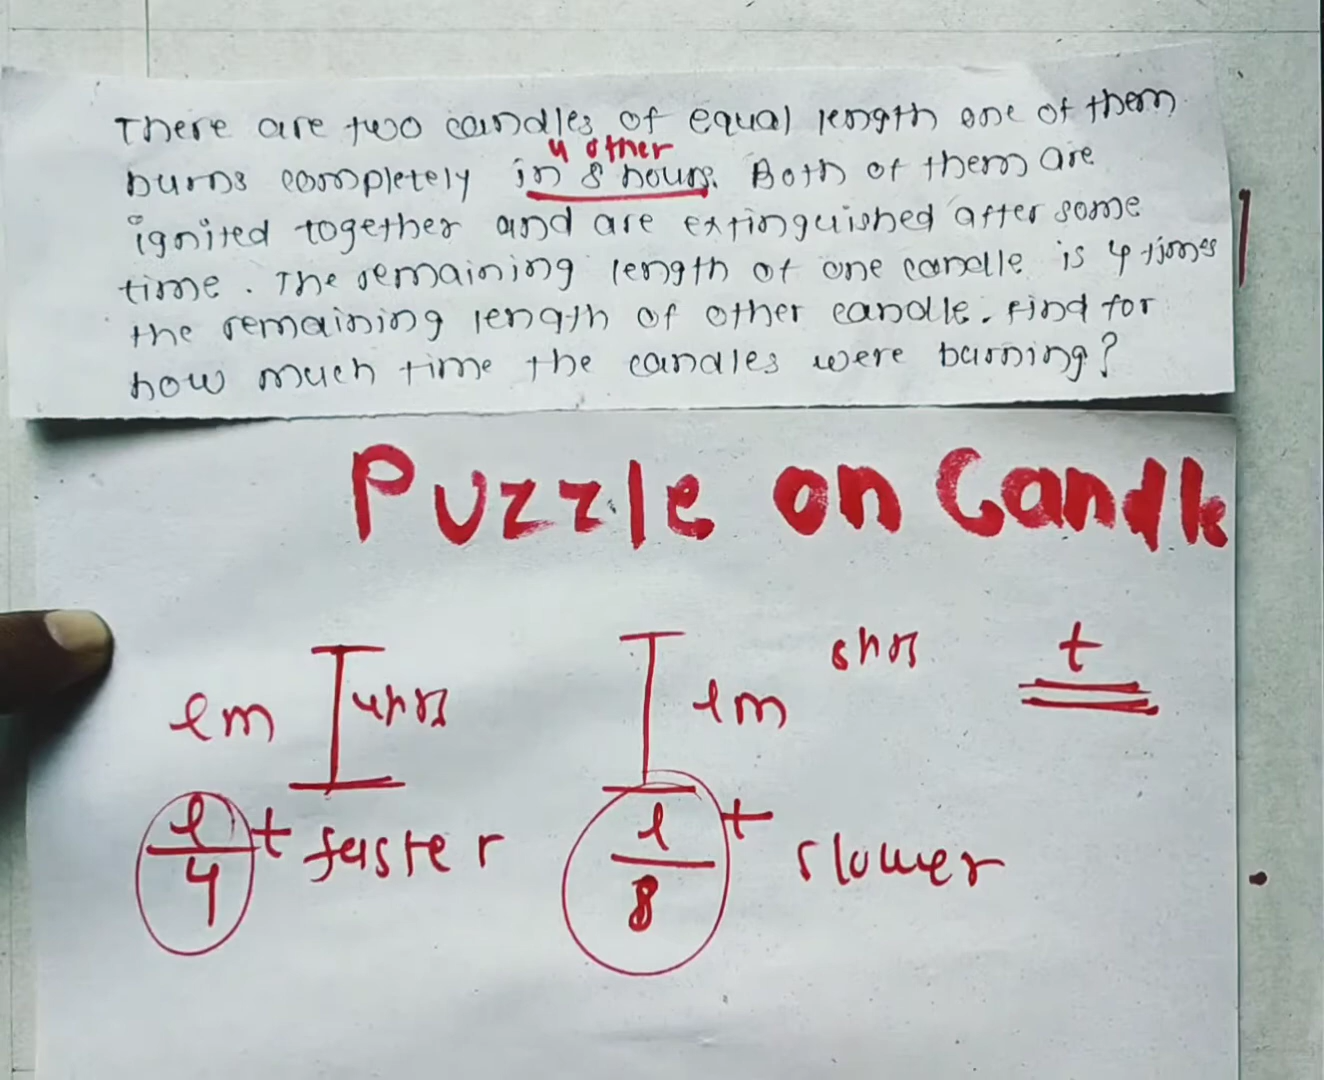 There are two candles of equal length one of them
4 other
burns completely in 8 hours. Both of them are
ignited together and are extinguished after some
time. The remaining length of one candle is 4 times
the remaining length of other candle. Find for
how much time the candles were burning?
Puzzle on Candle
lm 4hrs lm 8hrs t
l/4 t faster l/8 t slower